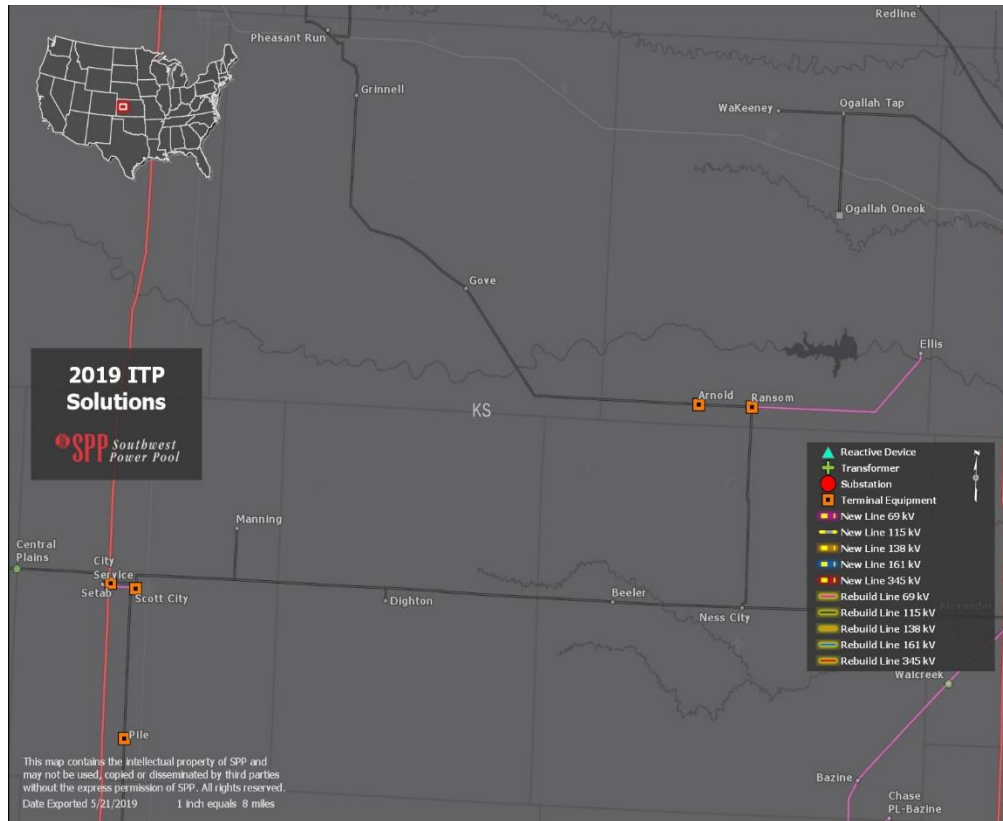 Redline
Pheasant Run
Grinnell
WaKeeney
Ogallah Tap
Ogallah Oneok
Gove
Ellis
2019 ITP
Solutions
SPP Southwest
Power Pool
KS
Arnold
Ransom
Reactive Device
Transformer
Substation
Terminal Equipment
New Line 69 kV
New Line 115 kV
New Line 138 kV
New Line 161 kV
New Line 345 kV
Rebuild Line 69 kV
Rebuild Line 115 kV
Rebuild Line 138 kV
Rebuild Line 161 kV
Rebuild Line 345 kV
N
Manning
Central
Plains
City
Service
Setab
Scott City
Dighton
Beeler
Ness City
Alexander
Walcreek
Pile
Bazine
Chase
PL-Bazine
This map contains the intellectual property of SPP and
may not be used, copied or disseminated by third parties
without the express permission of SPP. All rights reserved.
Date Exported 5/21/2019 1 inch equals 8 miles